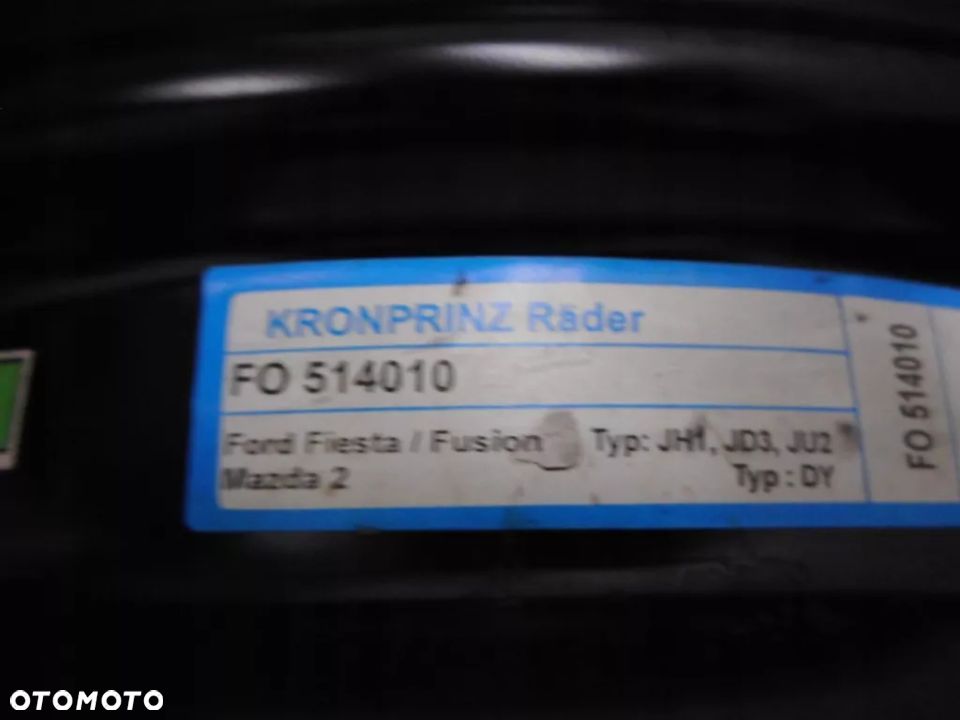 KRONPRINZ Räder
FO 514010
Ford Fiesta / Fusion Typ: JH1, JD3, JU2
Mazda 2 Typ : DY
FO 514010
OTOMOTO